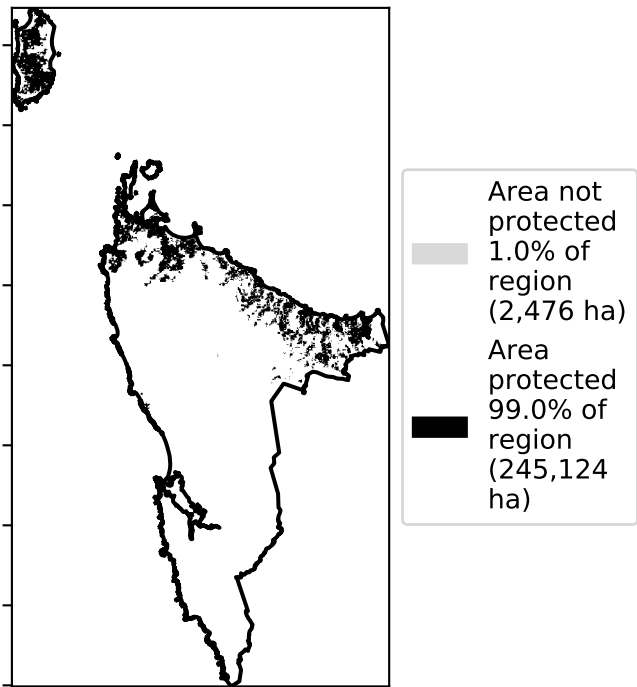 Area not
protected
1.0% of
region
(2,476 ha)
Area
protected
99.0% of
region
(245,124
ha)